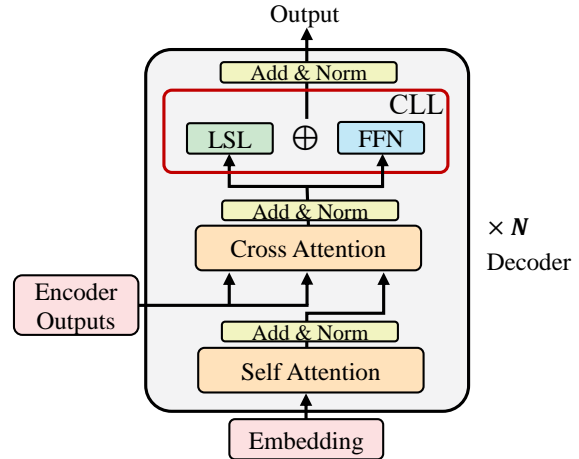 Output
Add & Norm
CLL
LSL
⊕
FFN
Add & Norm
Cross Attention
× N
Decoder
Encoder
Outputs
Add & Norm
Self Attention
Embedding